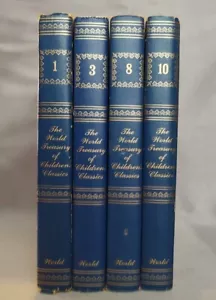 1
The
World
Treasury
of
Children's
Classics
World
3
The
World
Treasury
of
Children's
Classics
World
8
The
World
Treasury
of
Children's
Classics
World
10
The
World
Treasury
of
Children's
Classics
World